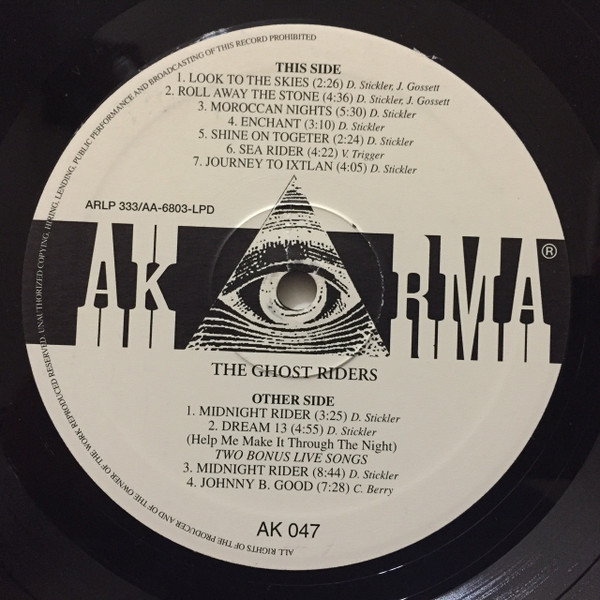 ALL RIGHTS OF THE PRODUCER AND OF THE OWNER OF THE WORK REPRODUCED RESERVED. UNAUTHORIZED COPYING, HIRING, LENDING, PUBLIC PERFORMANCE AND BROADCASTING OF THIS RECORD PROHIBITED
THIS SIDE
1. LOOK TO THE SKIES (2:26) D. Stickler, J. Gossett
2. ROLL AWAY THE STONE (4:36) D. Stickler, J. Gossett
3. MOROCCAN NIGHTS (5:30) D. Stickler
4. ENCHANT (3:10) D. Stickler
5. SHINE ON TOGETER (2:24) D. Stickler
6. SEA RIDER (4:22) V. Trigger
7. JOURNEY TO IXTLAN (4:05) D. Stickler
ARLP 333/AA-6803-LPD
AK RMA ®
THE GHOST RIDERS
OTHER SIDE
1. MIDNIGHT RIDER (3:25) D. Stickler
2. DREAM 13 (4:55) D. Stickler
(Help Me Make It Through The Night)
TWO BONUS LIVE SONGS
3. MIDNIGHT RIDER (8:44) D. Stickler
4. JOHNNY B. GOOD (7:28) C. Berry
AK 047